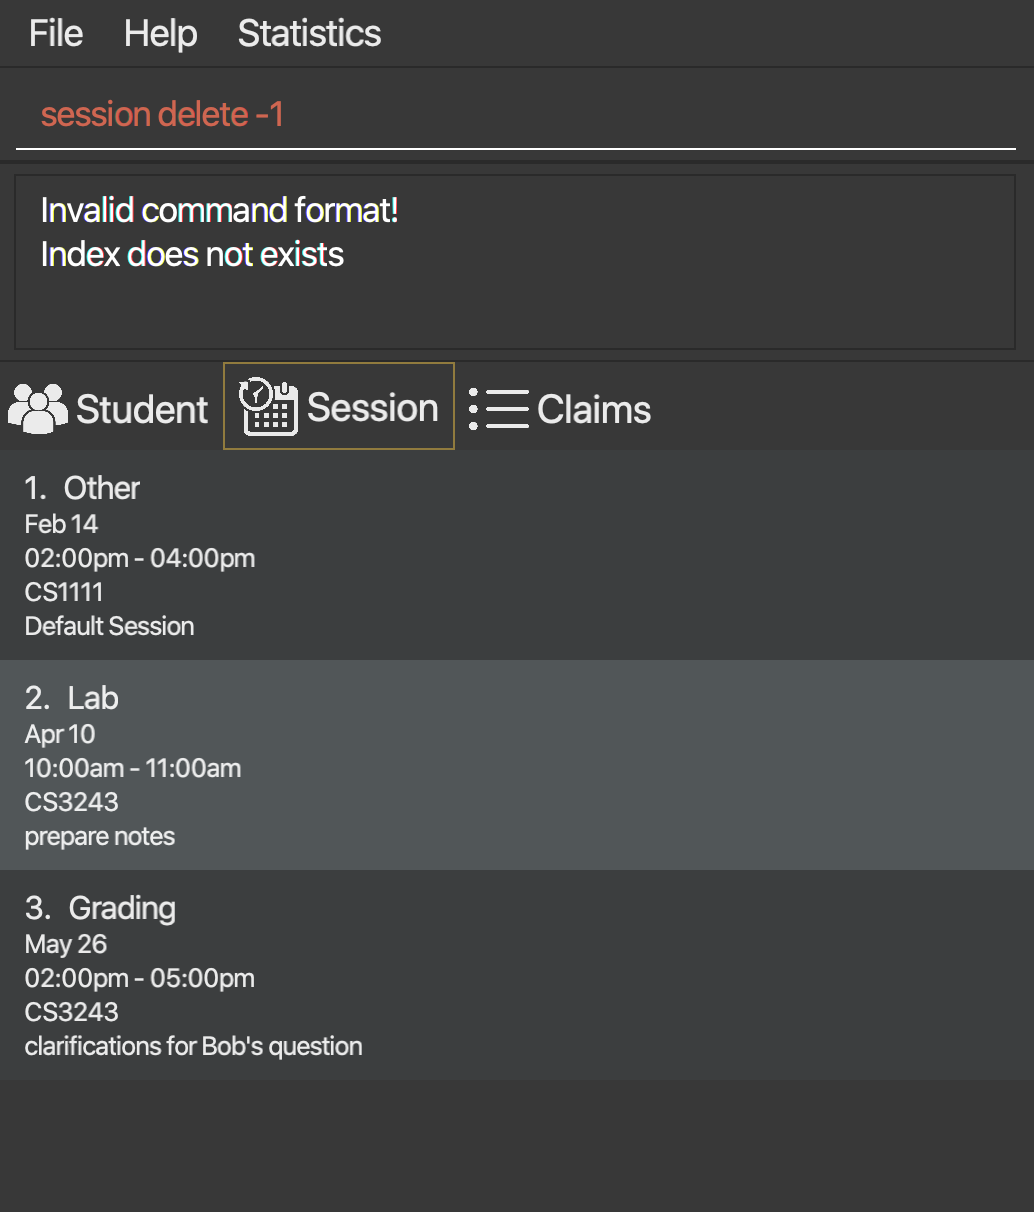 File Help Statistics
session delete -1
Invalid command format!
Index does not exists
Student Session Claims
1. Other
Feb 14
02:00pm - 04:00pm
CS1111
Default Session
2. Lab
Apr 10
10:00am - 11:00am
CS3243
prepare notes
3. Grading
May 26
02:00pm - 05:00pm
CS3243
clarifications for Bob's question